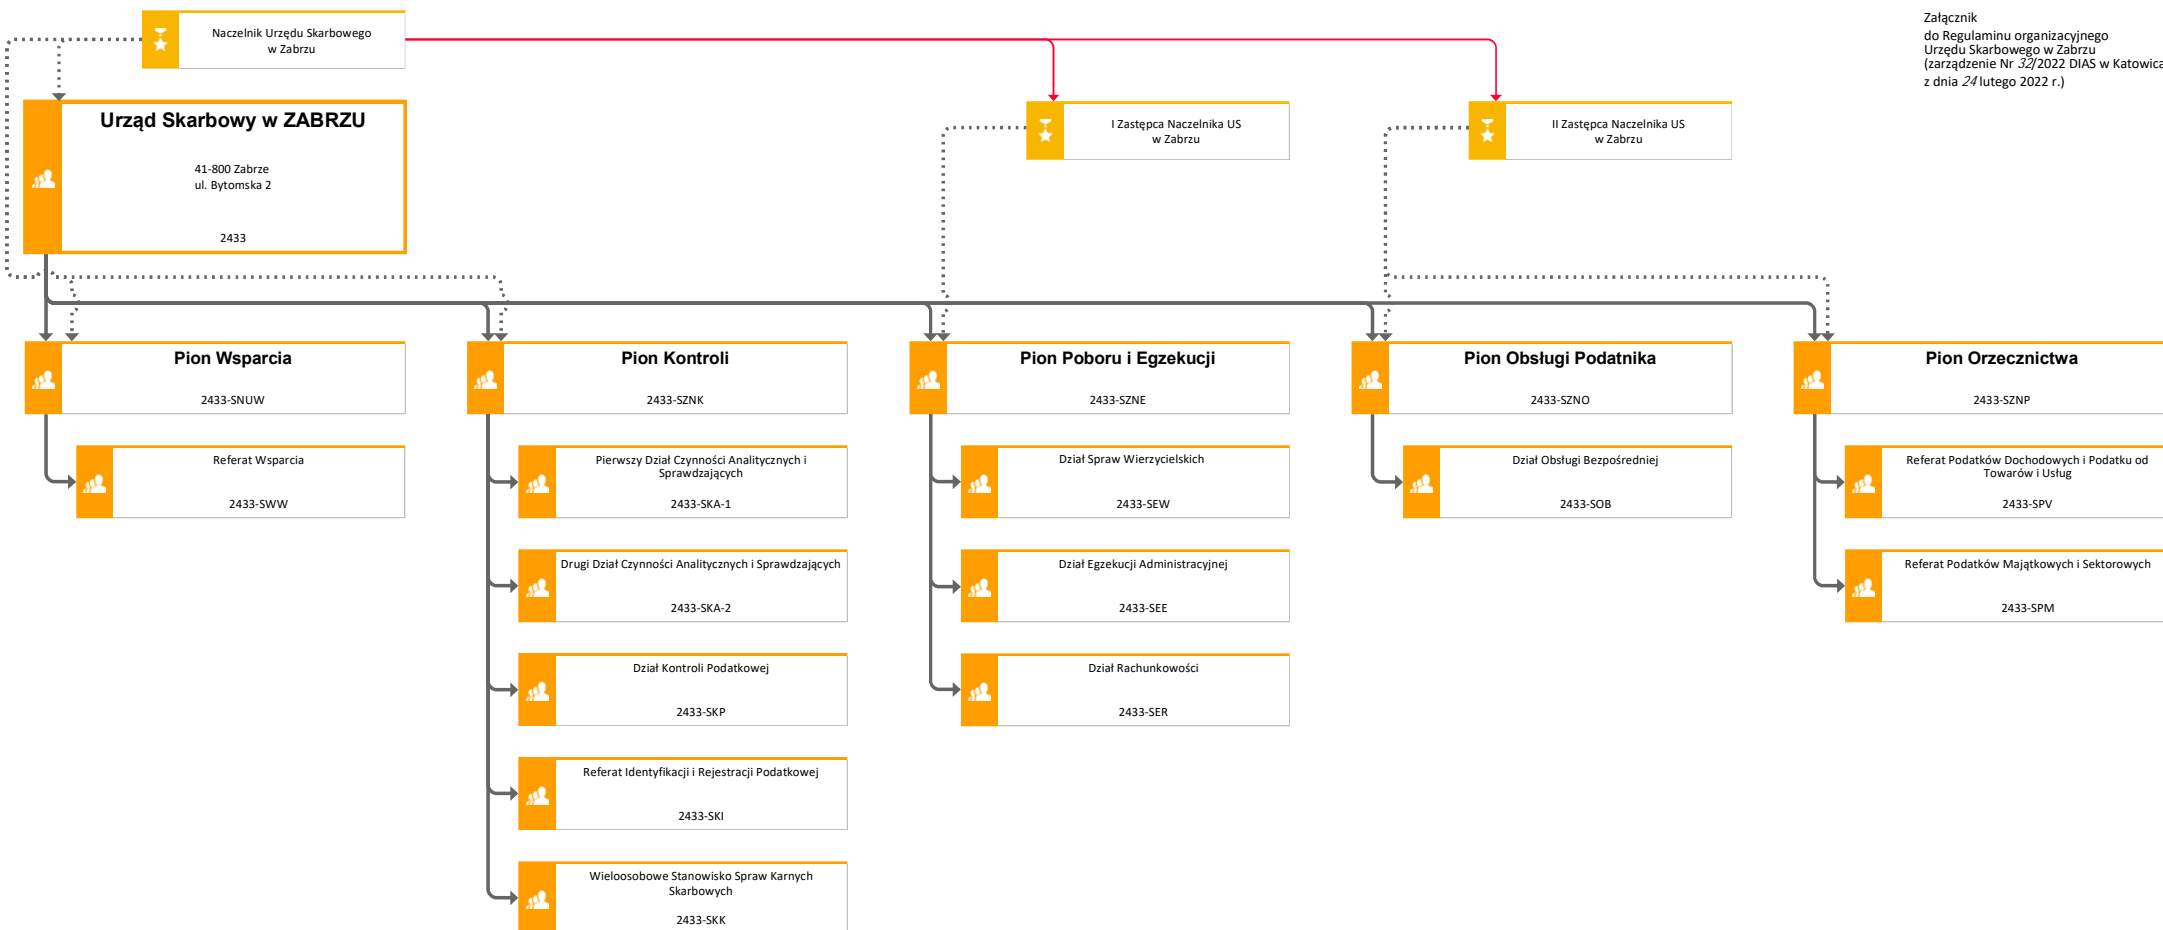 Naczelnik Urzędu Skarbowego
w Zabrzu
Załącznik
do Regulaminu organizacyjnego
Urzędu Skarbowego w Zabrzu
(zarządzenie Nr 32/2022 DIAS w Katowica
z dnia 24 lutego 2022 r.)
Urząd Skarbowy w ZABRZU
41-800 Zabrze
ul. Bytomska 2
2433
I Zastępca Naczelnika US
w Zabrzu
II Zastępca Naczelnika US
w Zabrzu
Pion Wsparcia
2433-SNUW
Referat Wsparcia
2433-SWW
Pion Kontroli
2433-SZNK
Pierwszy Dział Czynności Analitycznych i
Sprawdzających
2433-SKA-1
Drugi Dział Czynności Analitycznych i Sprawdzających
2433-SKA-2
Dział Kontroli Podatkowej
2433-SKP
Referat Identyfikacji i Rejestracji Podatkowej
2433-SKI
Wieloosobowe Stanowisko Spraw Karnych
Skarbowych
2433-SKK
Pion Poboru i Egzekucji
2433-SZNE
Dział Spraw Wierzycielskich
2433-SEW
Dział Egzekucji Administracyjnej
2433-SEE
Dział Rachunkowości
2433-SER
Pion Obsługi Podatnika
2433-SZNO
Dział Obsługi Bezpośredniej
2433-SOB
Pion Orzecznictwa
2433-SZNP
Referat Podatków Dochodowych i Podatku od
Towarów i Usług
2433-SPV
Referat Podatków Majątkowych i Sektorowych
2433-SPM